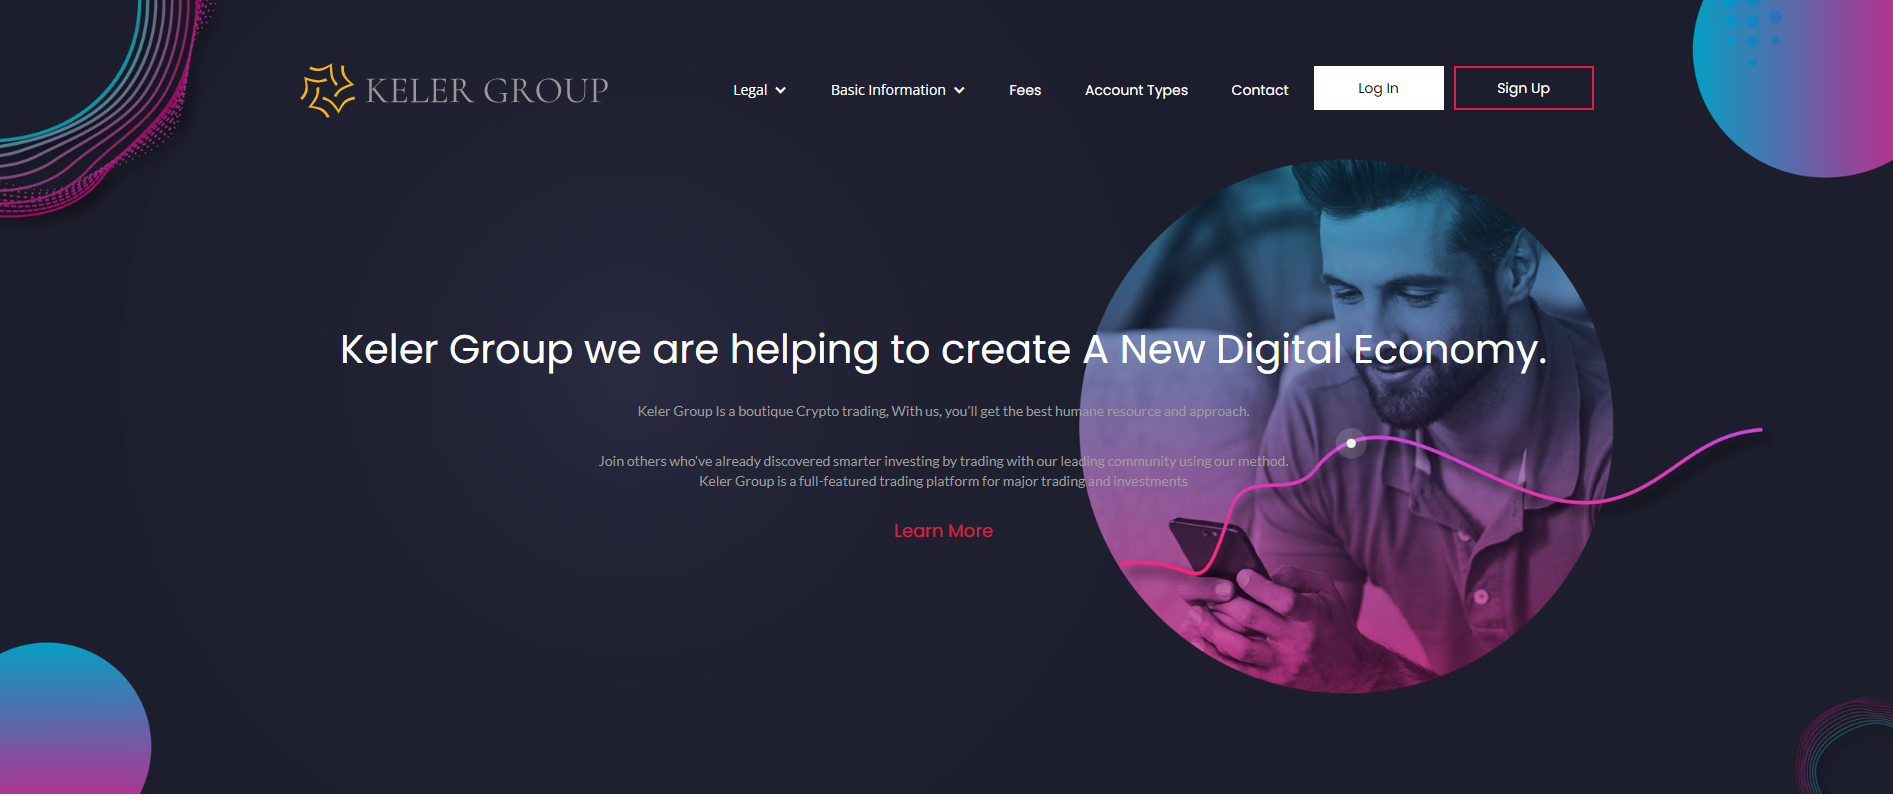 KELER GROUP
Legal
Basic Information
Fees
Account Types
Contact
Log In
Sign Up
Keler Group we are helping to create A New Digital Economy.
Keler Group Is a boutique Crypto trading, With us, you'll get the best humane resource and approach.
Join others who've already discovered smarter investing by trading with our leading community using our method.
Keler Group is a full-featured trading platform for major trading and investments
Learn More